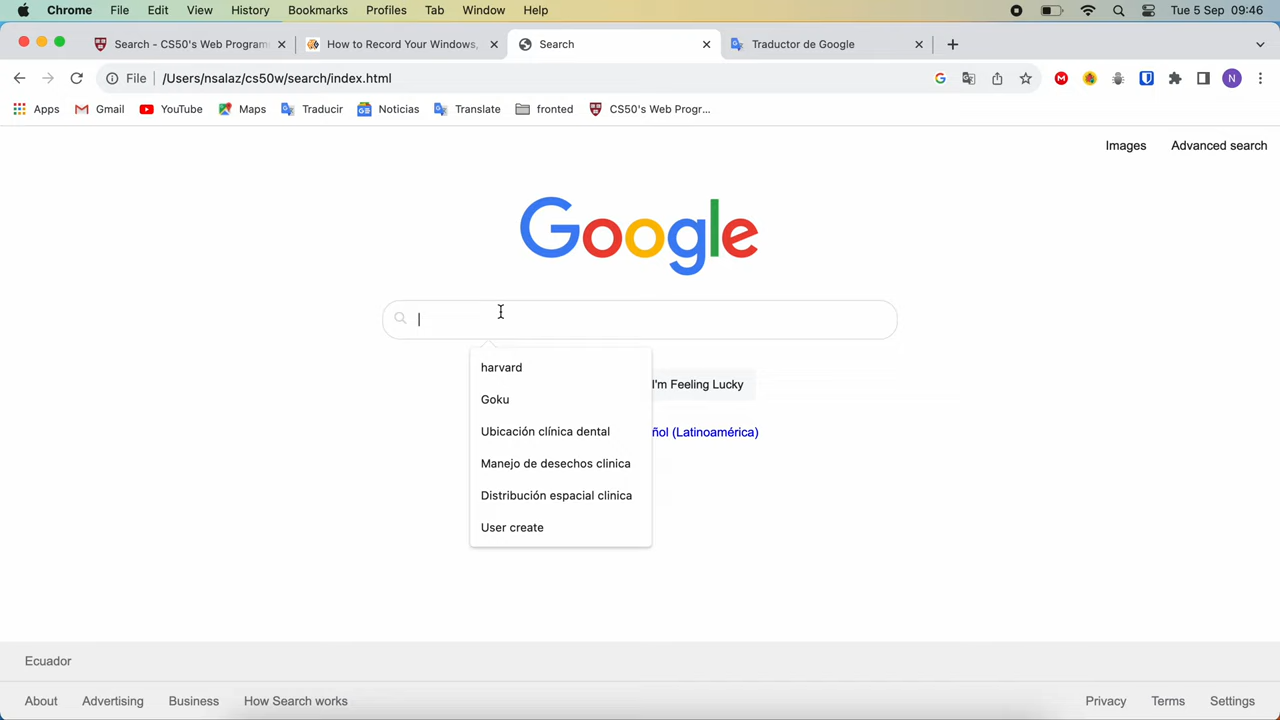 File Edit View History Bookmarks Profiles Tab Window Help Tue 5 Sep 09:46
Search - CS50's Web Program How to Record Your Windows, Search Traductor de Google
File /Users/nsalaz/cs50w/search/index.html N
Apps Gmail YouTube Maps Traducir Noticias Translate fronted CS50's Web Progr...
Images Advanced search
Google
harvard
I'm Feeling Lucky
Goku
Ubicación clínica dental
ñol (Latinoamérica)
Manejo de desechos clinica
Distribución espacial clinica
User create
Ecuador
About Advertising Business How Search works Privacy Terms Settings